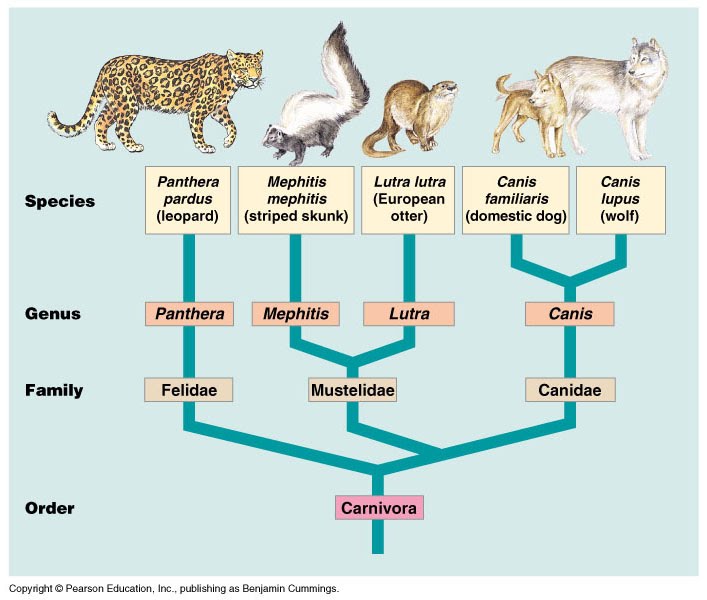 Species
Panthera
pardus
(leopard)
Mephitis
mephitis
(striped skunk)
Lutra lutra
(European
otter)
Canis
familiaris
(domestic dog)
Canis
lupus
(wolf)
Genus
Panthera
Mephitis
Lutra
Canis
Family
Felidae
Mustelidae
Canidae
Order
Carnivora
Copyright © Pearson Education, Inc., publishing as Benjamin Cummings.